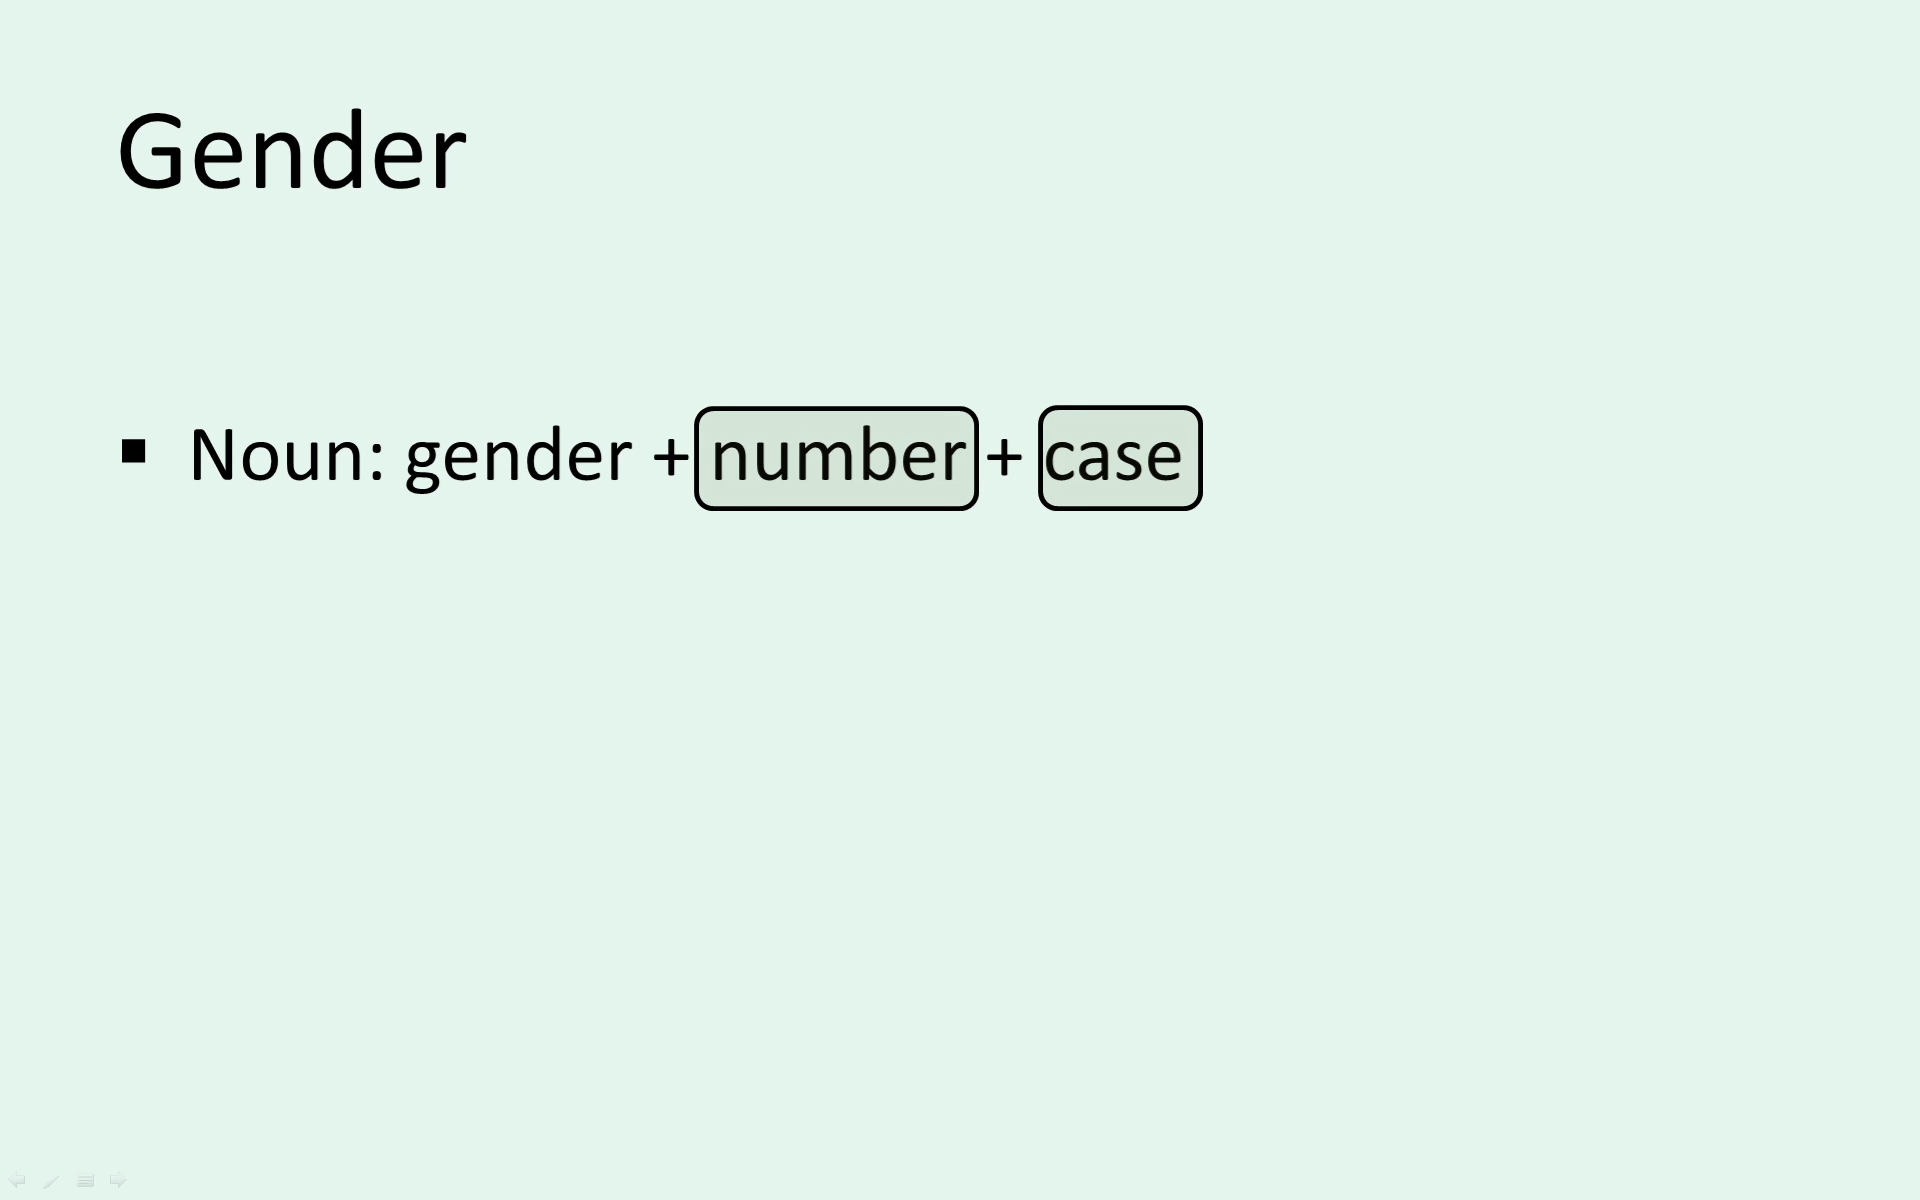 Gender
▪ Noun: gender + number + case